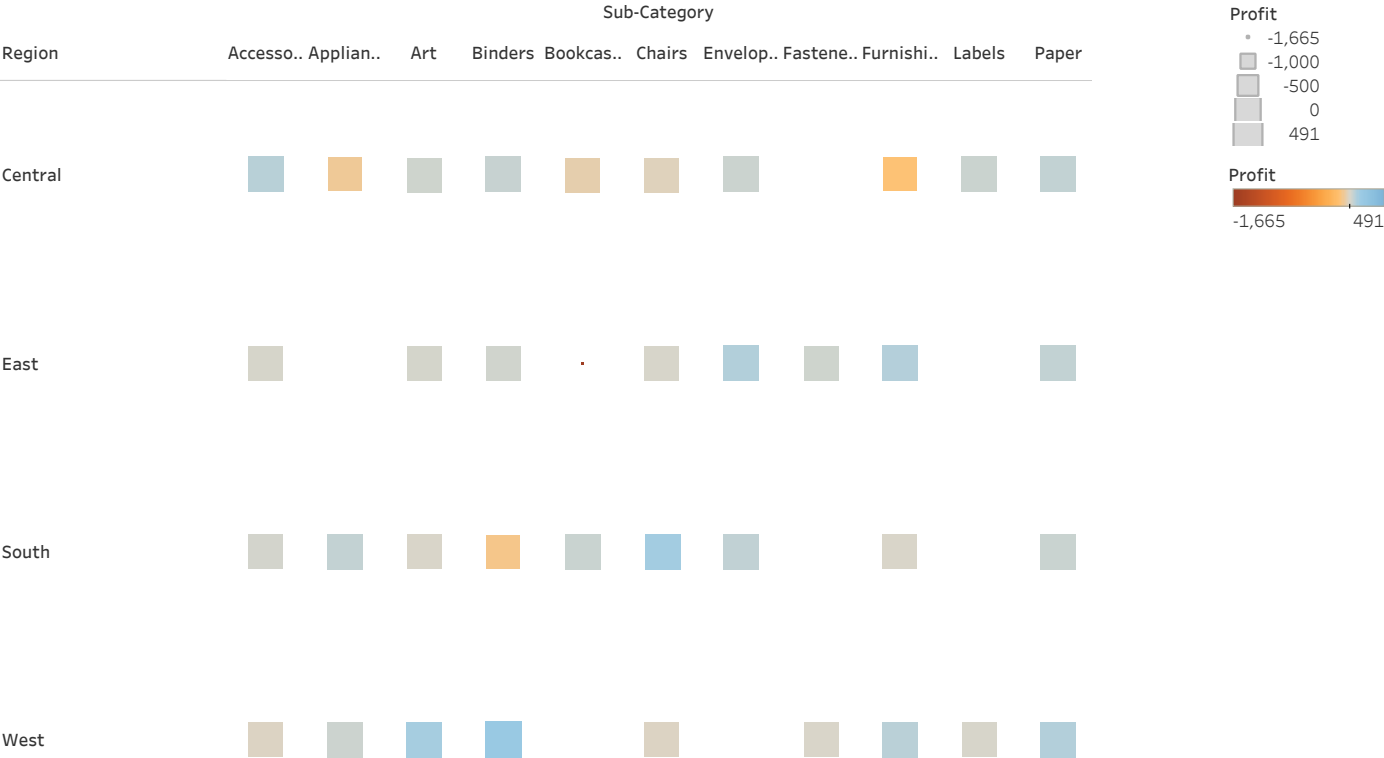 Sub-Category
Region Accesso.. Applian.. Art Binders Bookcas.. Chairs Envelop.. Fastene.. Furnishi.. Labels Paper
Central
East
South
West
Profit
-1,665
-1,000
-500
0
491
Profit
-1,665 491